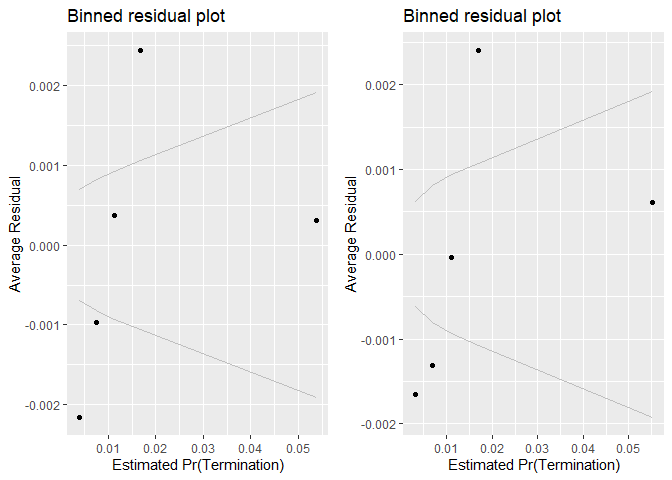 Binned residual plot
Average Residual
0.002
0.001
0.000
-0.001
-0.002
0.01 0.02 0.03 0.04 0.05
Estimated Pr(Termination)
Binned residual plot
Average Residual
0.002
0.001
0.000
-0.001
-0.002
0.01 0.02 0.03 0.04 0.05
Estimated Pr(Termination)